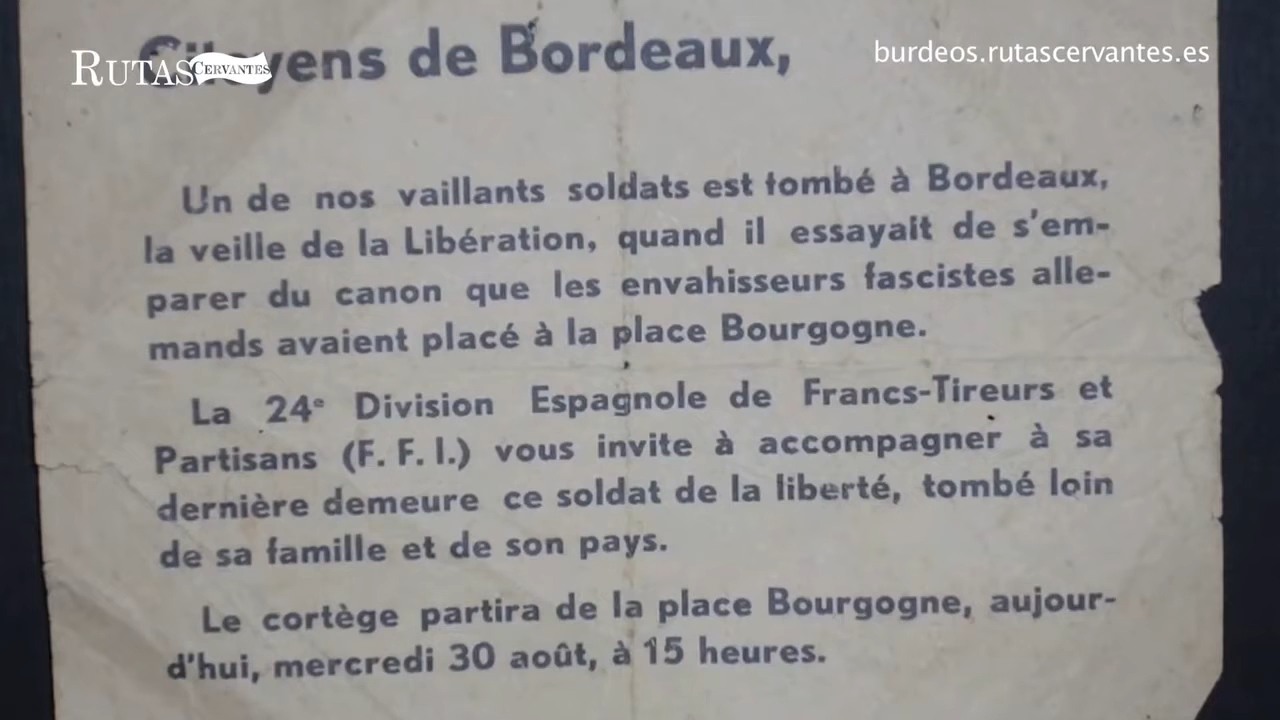 Citoyens de Bordeaux,
RUTAS CERVANTES
burdeos.rutascervantes.es
Un de nos vaillants soldats est tombé à Bordeaux,
la veille de la Libération, quand il essayait de s'em-
parer du canon que les envahisseurs fascistes alle-
mands avaient placé à la place Bourgogne.
La 24e Division Espagnole de Francs-Tireurs et
Partisans (F. F. I.) vous invite à accompagner à sa
dernière demeure ce soldat de la liberté, tombé loin
de sa famille et de son pays.
Le cortège partira de la place Bourgogne, aujour-
d'hui, mercredi 30 août, à 15 heures.